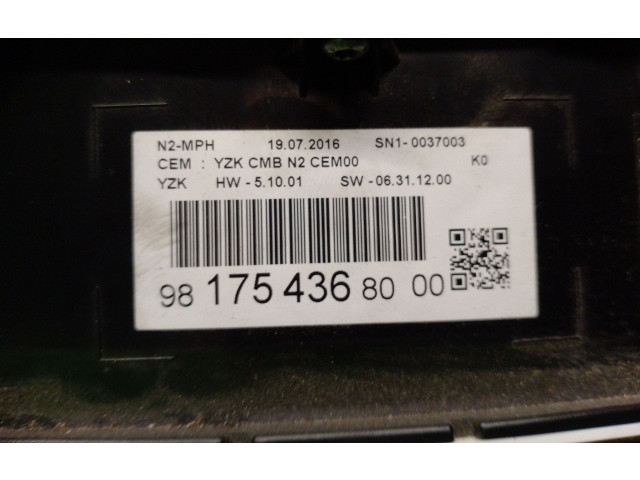 N2-MPH 19.07.2016 SN1- 0037003
CEM : YZK CMB N2 CEM00 K0
YZK HW - 5.10.01 SW - 06.31.12.00
98 175 436 80 00